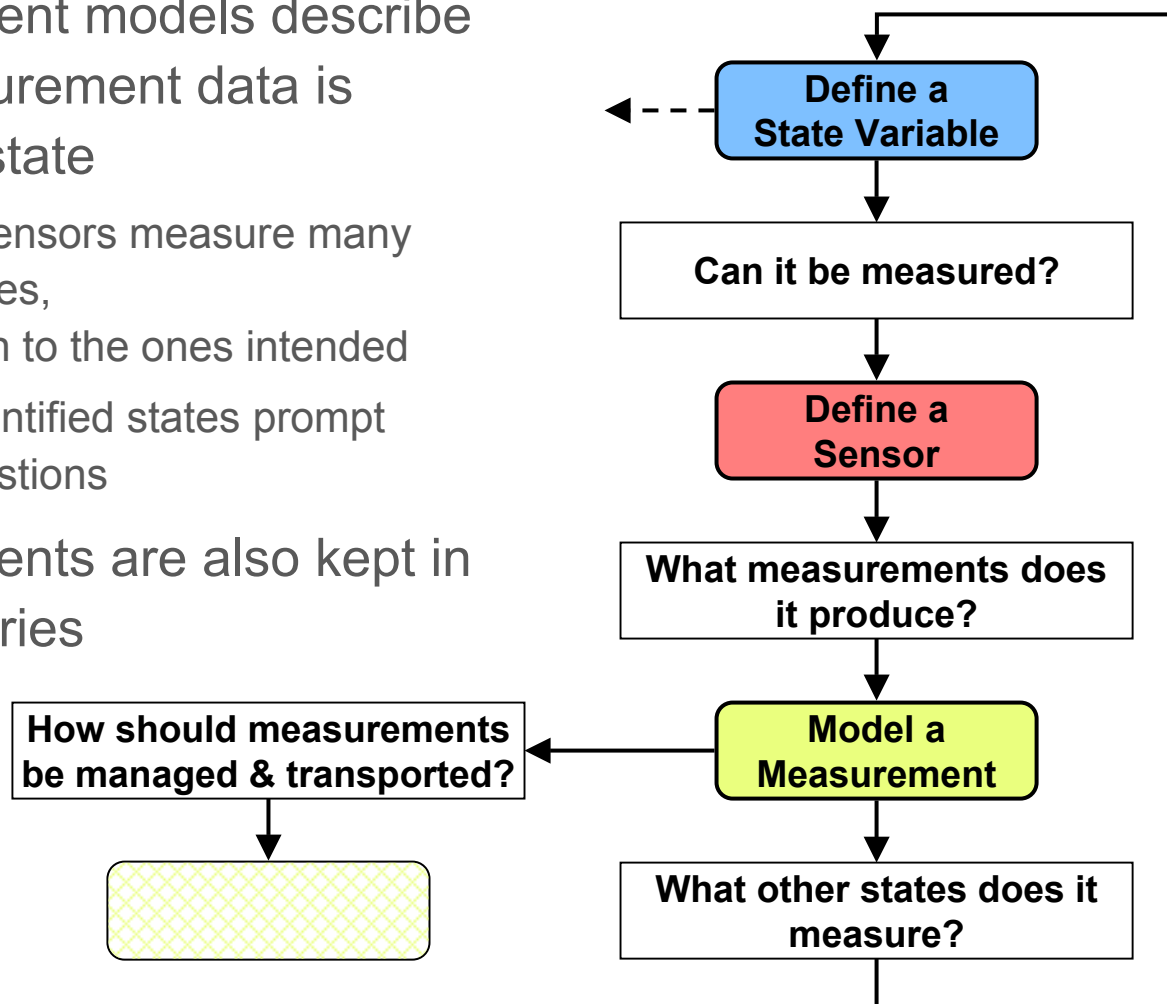 ent models describe
urement data is
state
ensors measure many
es,
n to the ones intended
ntified states prompt
stions
ents are also kept in
ries
Define a
State Variable
Can it be measured?
Define a
Sensor
What measurements does
it produce?
Model a
Measurement
How should measurements
be managed & transported?
What other states does it
measure?